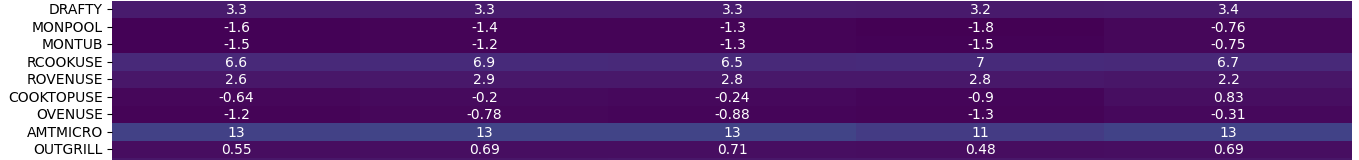 DRAFTY 3.3 3.3 3.3 3.2 3.4
MONPOOL -1.6 -1.4 -1.3 -1.8 -0.76
MONTUB -1.5 -1.2 -1.3 -1.5 -0.75
RCOOKUSE 6.6 6.9 6.5 7 6.7
ROVENUSE 2.6 2.9 2.8 2.8 2.2
COOKTOPUSE -0.64 -0.2 -0.24 -0.9 0.83
OVENUSE -1.2 -0.78 -0.88 -1.3 -0.31
AMTMICRO 13 13 13 11 13
OUTGRILL 0.55 0.69 0.71 0.48 0.69